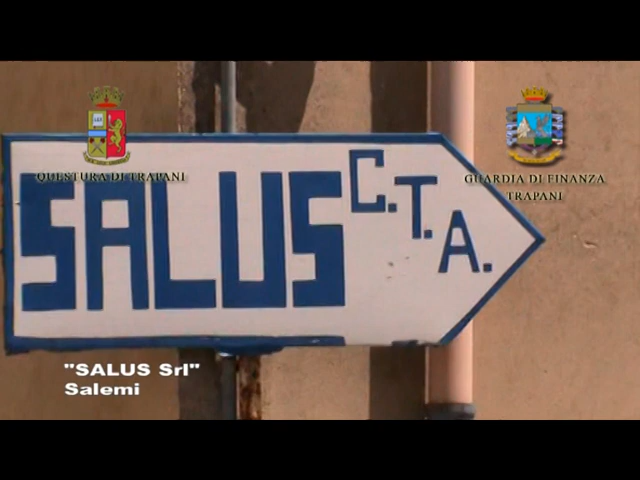 QUESTURA DI TRAPANI
GUARDIA DI FINANZA
TRAPANI
SALUS C.T.A.
"SALUS Srl"
Salemi